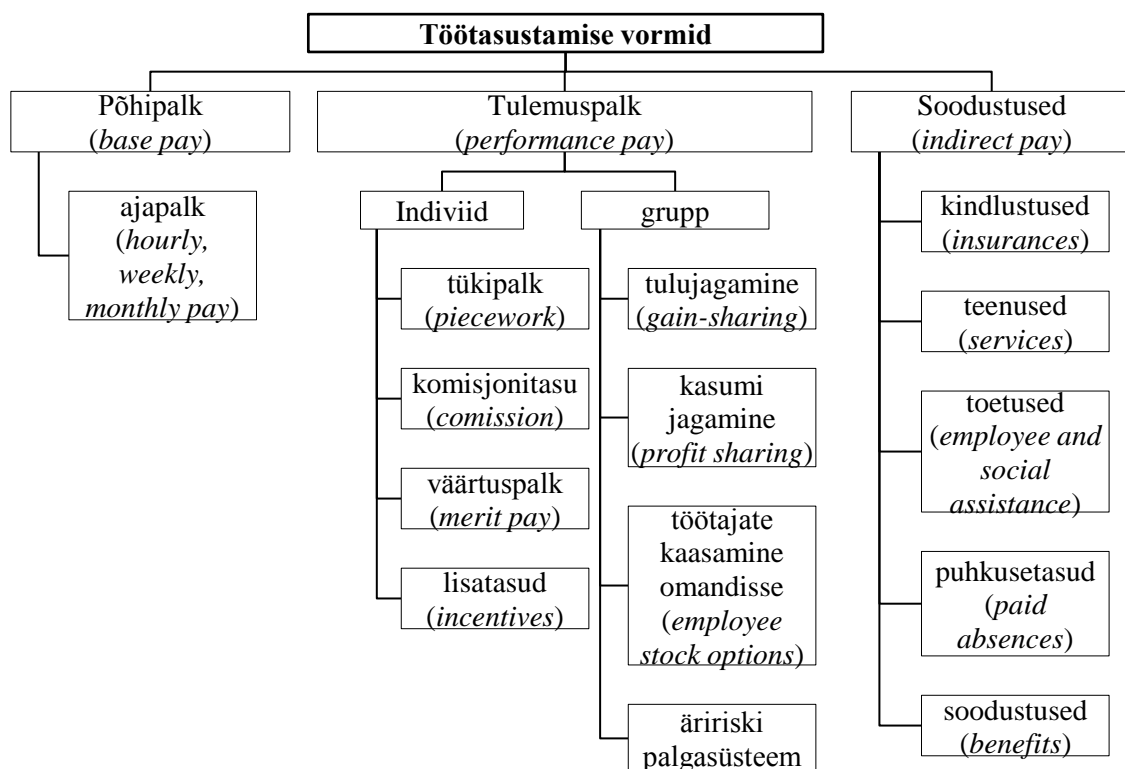 Töötasustamise vormid
Põhipalk
(base pay)
ajapalk
(hourly,
weekly,
monthly pay)
Tulemuspalk
(performance pay)
Indiviid
tükipalk
(piecework)
komisjonitasu
(comission)
väärtuspalk
(merit pay)
lisatasud
(incentives)
grupp
tulujagamine
(gain-sharing)
kasumi
jagamine
(profit sharing)
töötajate
kaasamine
omandisse
(employee
stock options)
äririski
palgasüsteem
Soodustused
(indirect pay)
kindlustused
(insurances)
teenused
(services)
toetused
(employee and
social
assistance)
puhkusetasud
(paid
absences)
soodustused
(benefits)